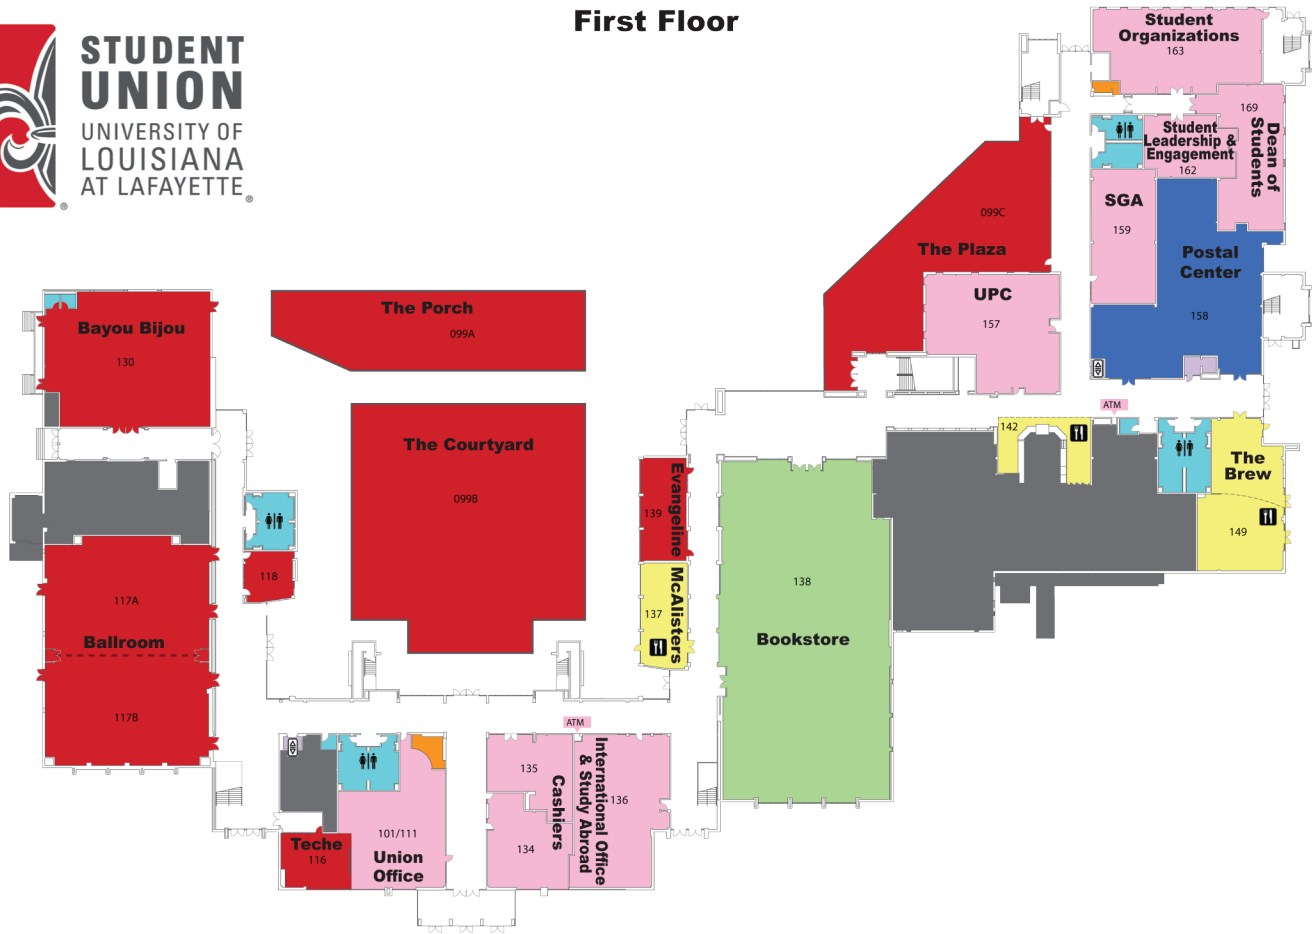 First Floor
STUDENT
UNION
UNIVERSITY OF
LOUISIANA
AT LAFAYETTE®
®
Student
Organizations
163
169
Dean of
Students
Student
Leadership &
Engagement
162
SGA
159
Postal
Center
158
099C
The Plaza
UPC
157
The Porch
099A
Bayou Bijou
130
The Courtyard
099B
ATM
142
The
Brew
149
Evangeline
139
McAlisters
137
138
Bookstore
118
117A
Ballroom
117B
ATM
135
Cashiers
134
International Office
& Study Abroad
136
101/111
Union
Office
Teche
116